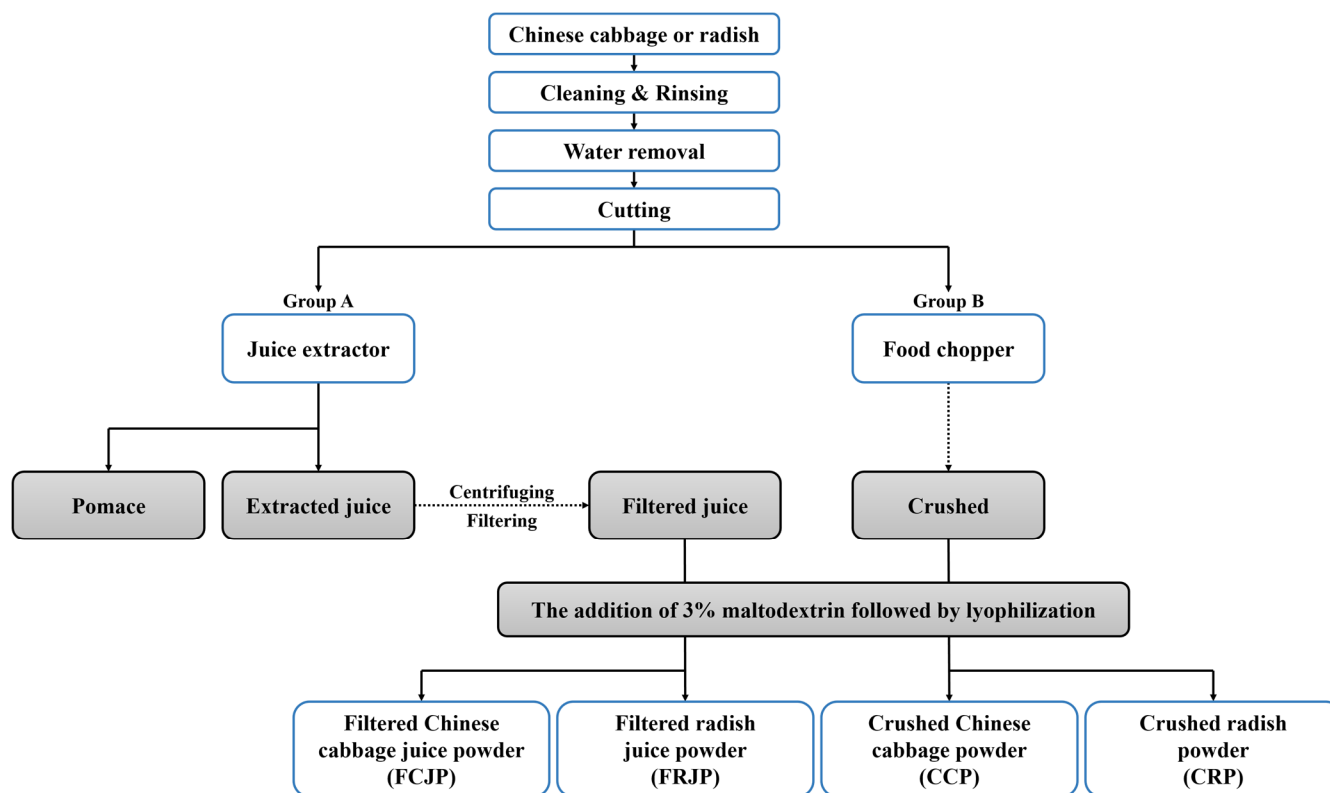 Chinese cabbage or radish
Cleaning & Rinsing
Water removal
Cutting
Group A
Group B
Juice extractor
Food chopper
Pomace
Extracted juice
Centrifuging
Filtering
Filtered juice
Crushed
The addition of 3% maltodextrin followed by lyophilization
Filtered Chinese
cabbage juice powder
(FCJP)
Filtered radish
juice powder
(FRJP)
Crushed Chinese
cabbage powder
(CCP)
Crushed radish
powder
(CRP)